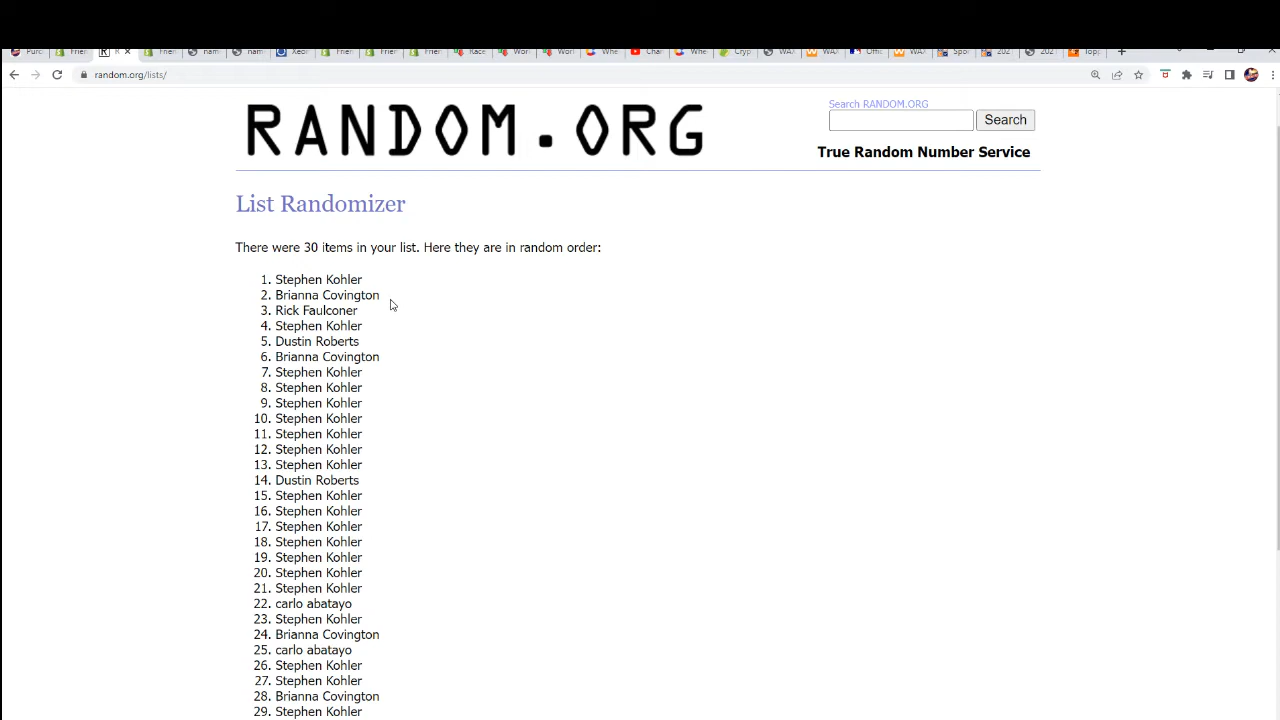 random.org/lists/
RANDOM.ORG
Search RANDOM.ORG
Search
True Random Number Service
List Randomizer
There were 30 items in your list. Here they are in random order:
1. Stephen Kohler
2. Brianna Covington
3. Rick Faulconer
4. Stephen Kohler
5. Dustin Roberts
6. Brianna Covington
7. Stephen Kohler
8. Stephen Kohler
9. Stephen Kohler
10. Stephen Kohler
11. Stephen Kohler
12. Stephen Kohler
13. Stephen Kohler
14. Dustin Roberts
15. Stephen Kohler
16. Stephen Kohler
17. Stephen Kohler
18. Stephen Kohler
19. Stephen Kohler
20. Stephen Kohler
21. Stephen Kohler
22. carlo abatayo
23. Stephen Kohler
24. Brianna Covington
25. carlo abatayo
26. Stephen Kohler
27. Stephen Kohler
28. Brianna Covington
29. Stephen Kohler